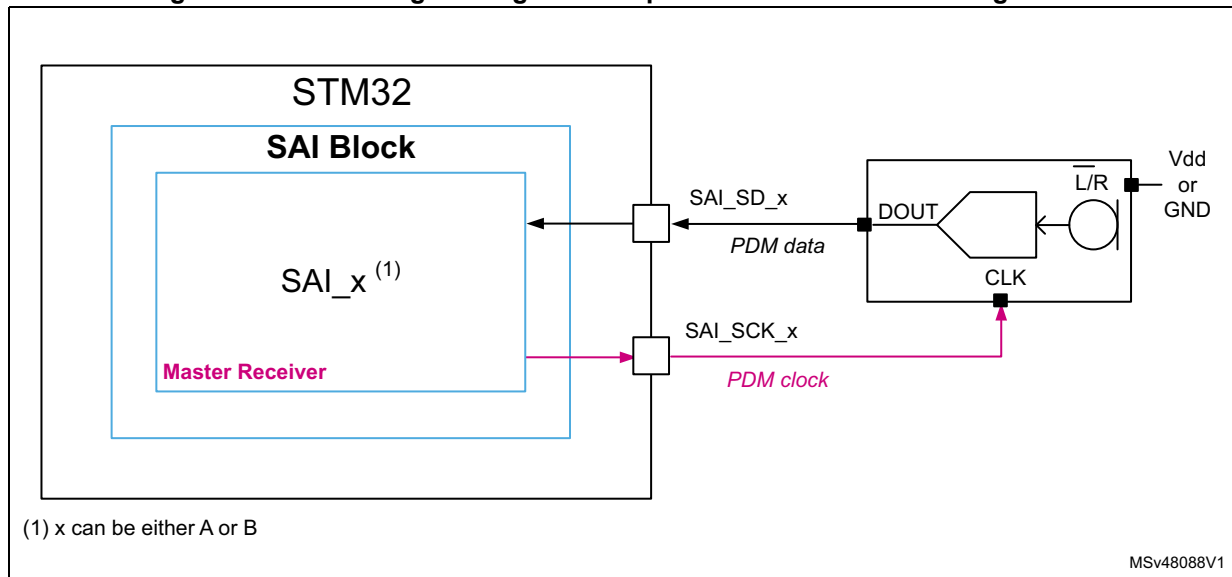 STM32
SAI Block
SAI_x (1)
Master Receiver
SAI_SD_x
PDM data
SAI_SCK_x
PDM clock
DOUT
L/R
CLK
Vdd
or
GND
(1) x can be either A or B
MSv48088V1